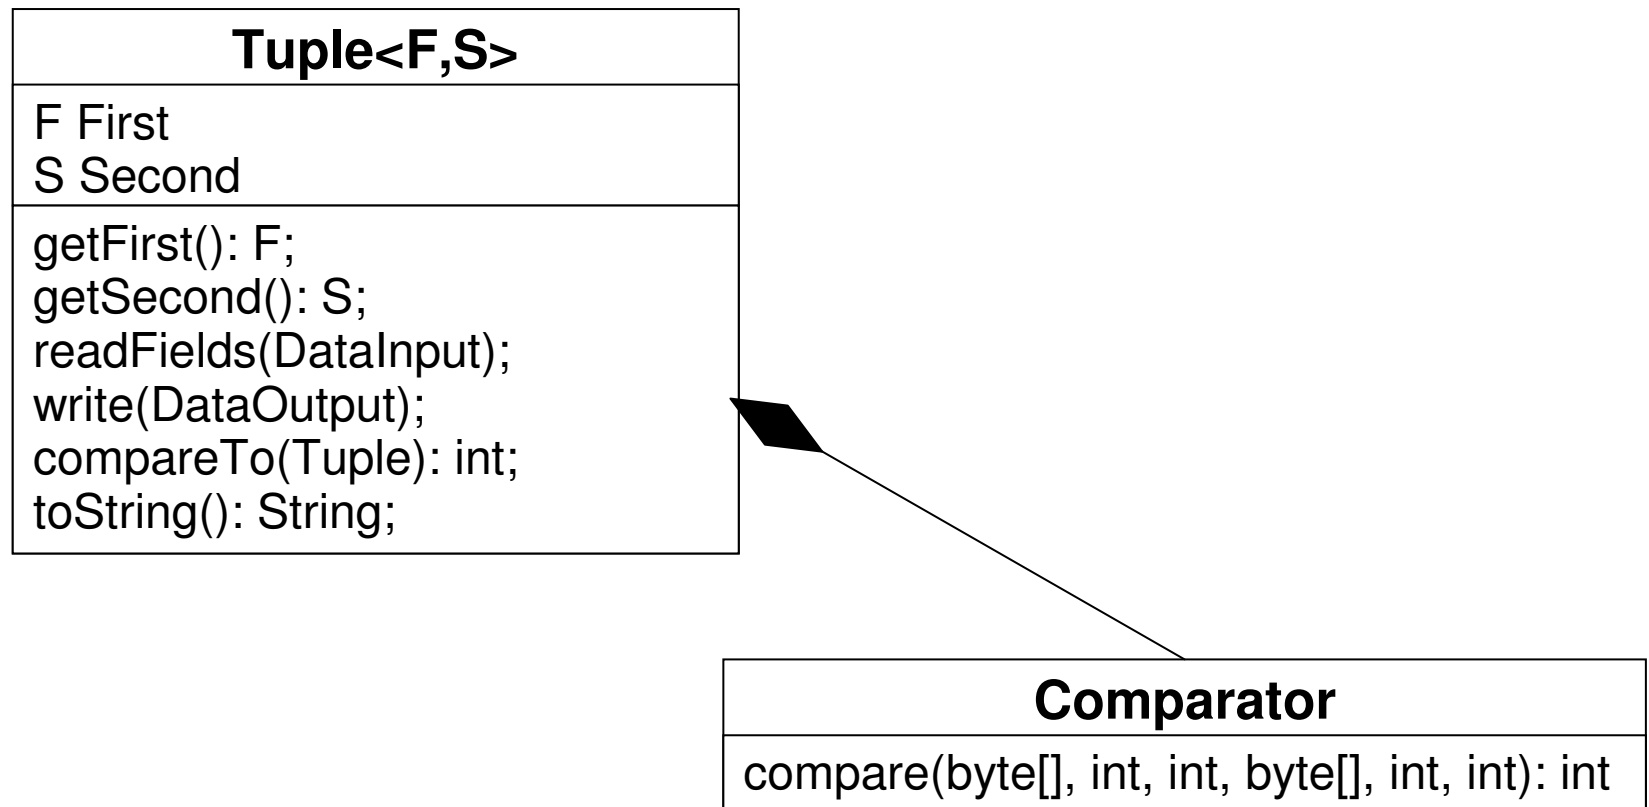 Tuple<F,S>
F First
S Second
getFirst(): F;
getSecond(): S;
readFields(DataInput);
write(DataOutput);
compareTo(Tuple): int;
toString(): String;
Comparator
compare(byte[], int, int, byte[], int, int): int